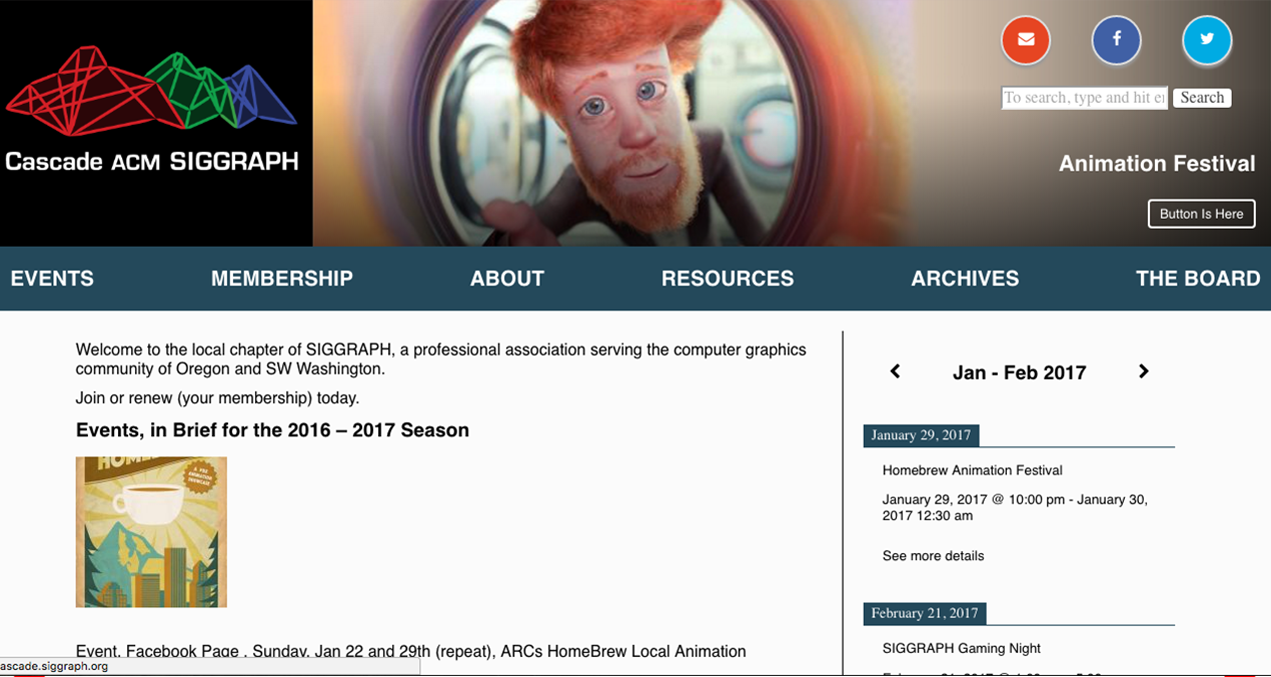 Cascade ACM SIGGRAPH
To search, type and hit
Search
Animation Festival
Button Is Here
EVENTS
MEMBERSHIP
ABOUT
RESOURCES
ARCHIVES
THE BOARD
Welcome to the local chapter of SIGGRAPH, a professional association serving the computer graphics
community of Oregon and SW Washington.
Join or renew (your membership) today.
Events, in Brief for the 2016 – 2017 Season
A PDX
ANIMATION
SHOWCASE
Event, Facebook Page , Sunday, Jan 22 and 29th (repeat), ARCs HomeBrew Local Animation
ascade.siggraph.org
Jan - Feb 2017
January 29, 2017
Homebrew Animation Festival
January 29, 2017 @ 10:00 pm - January 30,
2017 12:30 am
See more details
February 21, 2017
SIGGRAPH Gaming Night